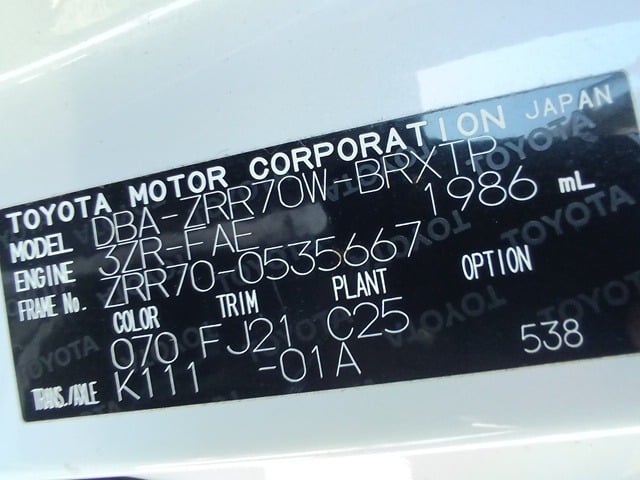 TOYOTA MOTOR CORPORATION JAPAN
MODEL DBA-ZRR70W-BRXTP
ENGINE 3ZR-FAE 1986 mL
FRAME No. ZRR70-0535667
COLOR TRIM PLANT OPTION
070 FJ21 C25
TRANS./AXLE K111 -01A 538